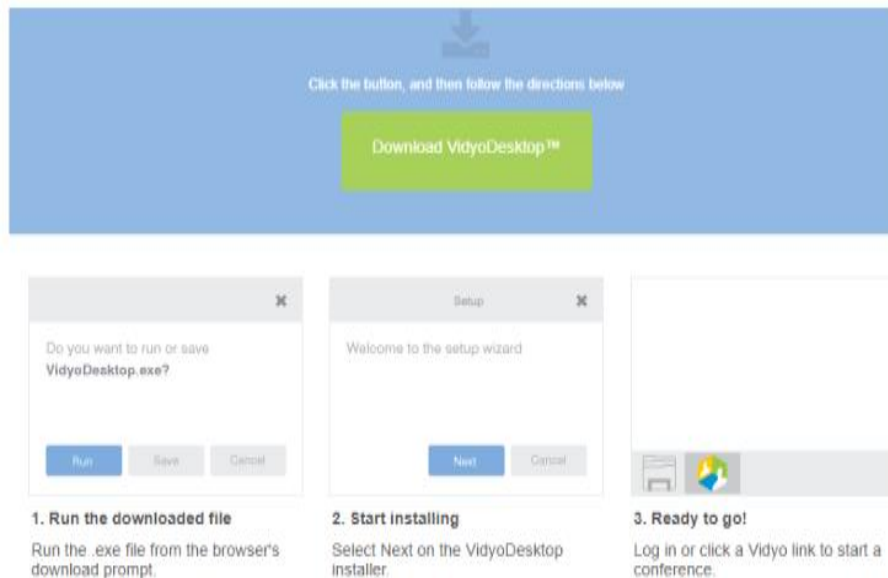 Click the button, and then follow the directions below
Download VidyoDesktop™
Do you want to run or save
VidyoDesktop.exe?
Run Save Cancel
1. Run the downloaded file
Run the .exe file from the browser's
download prompt.
Setup
Welcome to the setup wizard
Next Cancel
2. Start installing
Select Next on the VidyoDesktop
installer.
3. Ready to go!
Log in or click a Vidyo link to start a
conference.